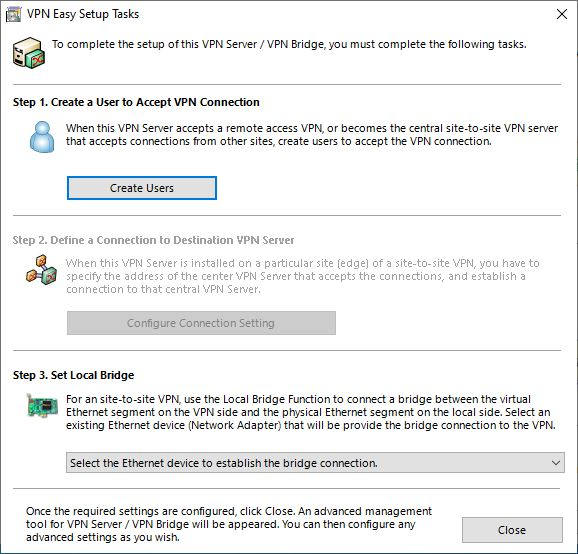 VPN Easy Setup Tasks
To complete the setup of this VPN Server / VPN Bridge, you must complete the following tasks.
Step 1. Create a User to Accept VPN Connection
When this VPN Server accepts a remote access VPN, or becomes the central site-to-site VPN server
that accepts connections from other sites, create users to accept the VPN connection.
Create Users
Step 2. Define a Connection to Destination VPN Server
When this VPN Server is installed on a particular site (edge) of a site-to-site VPN, you have to
specify the address of the center VPN Server that accepts the connections, and establish a
connection to that central VPN Server.
Configure Connection Setting
Step 3. Set Local Bridge
For an site-to-site VPN, use the Local Bridge Function to connect a bridge between the virtual
Ethernet segment on the VPN side and the physical Ethernet segment on the local side. Select an
existing Ethernet device (Network Adapter) that will be provide the bridge connection to the VPN.
Select the Ethernet device to establish the bridge connection.
Once the required settings are configured, click Close. An advanced management
tool for VPN Server / VPN Bridge will be appeared. You can then configure any
advanced settings as you wish.
Close